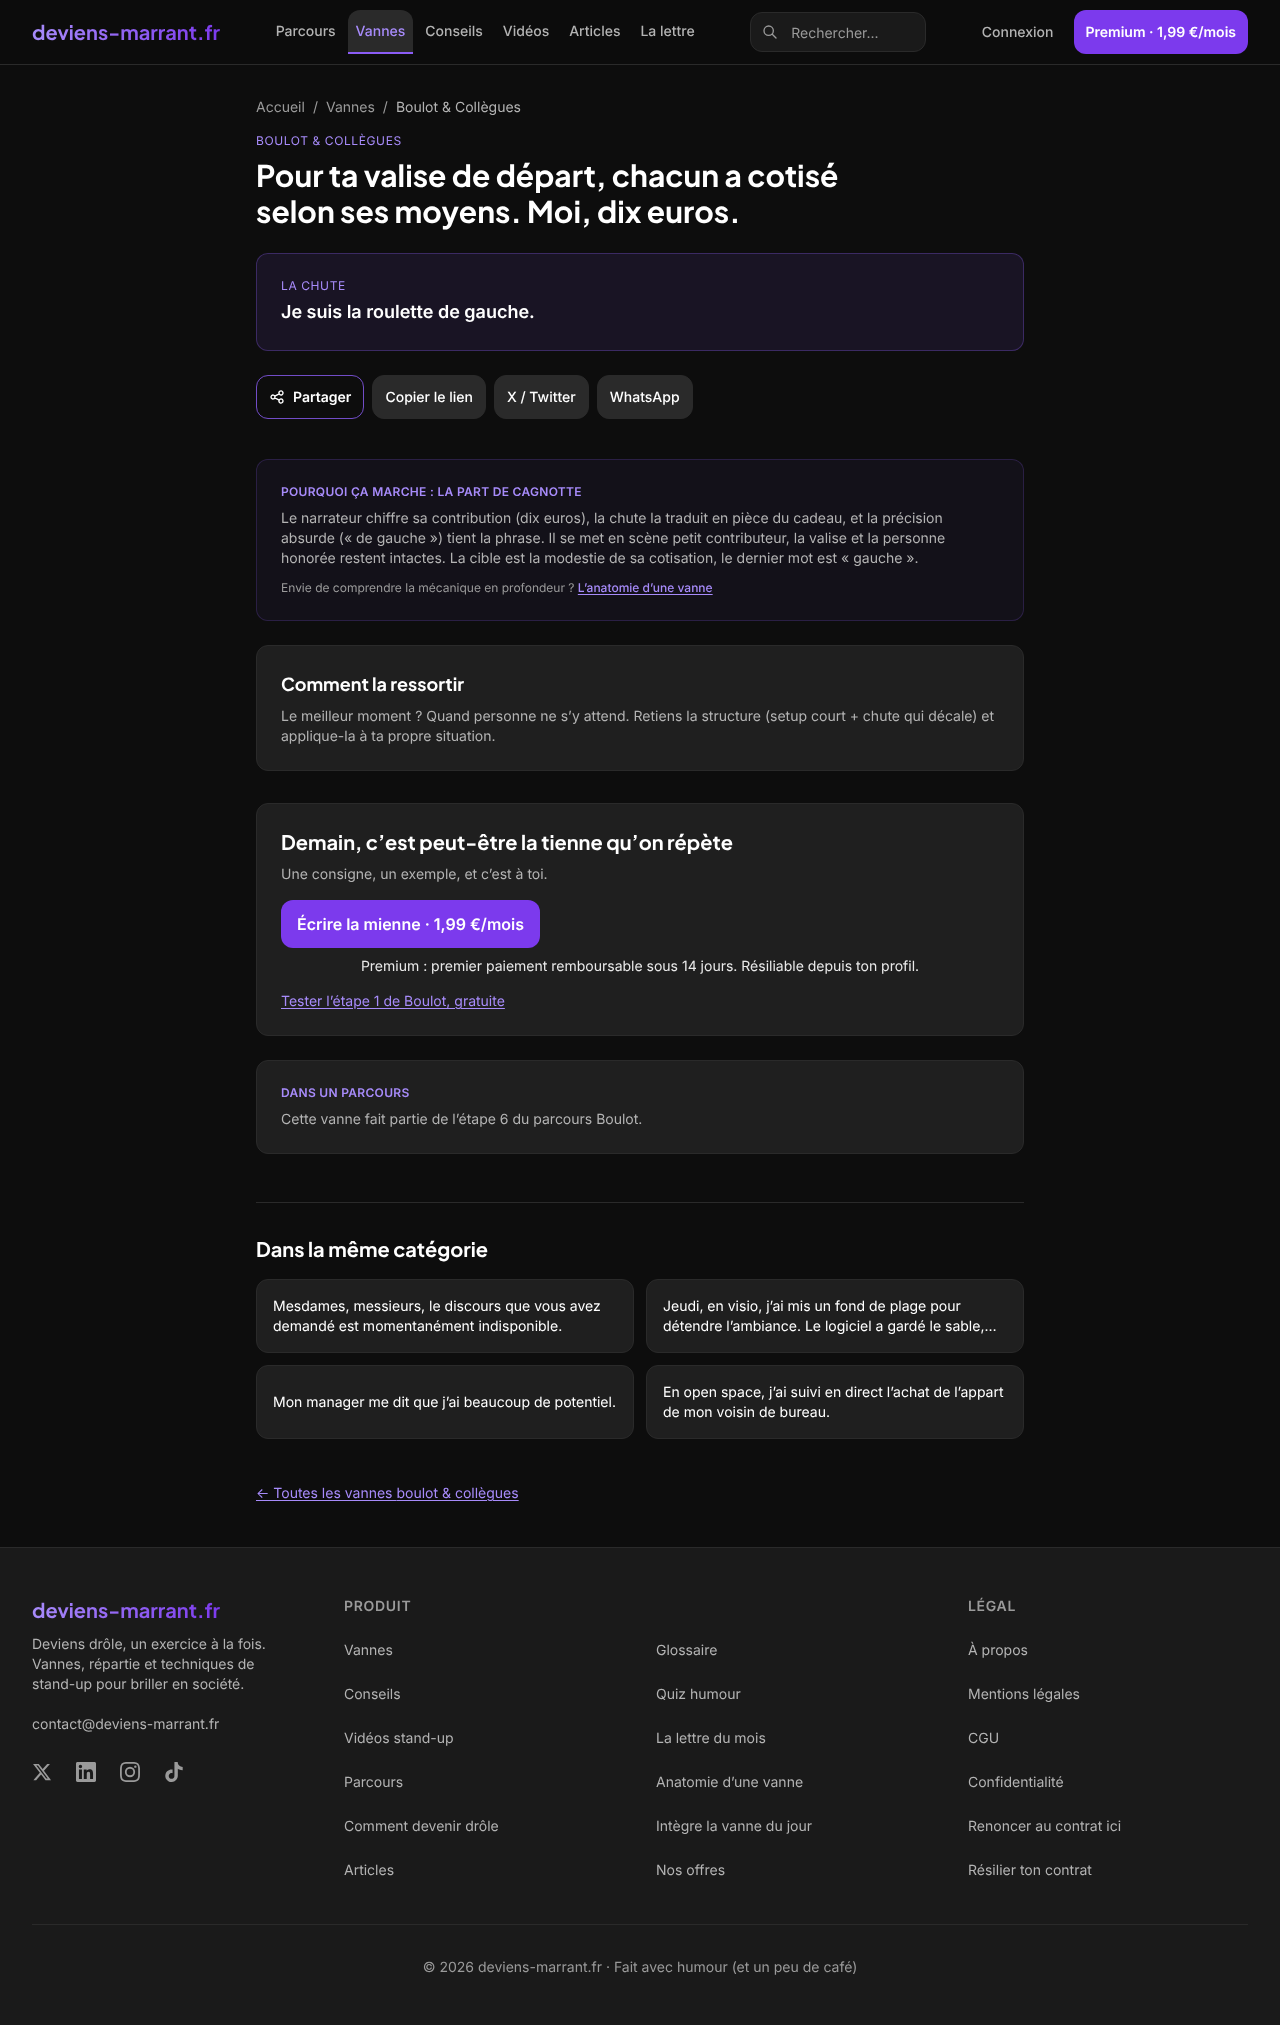 deviens-marrant.fr
Parcours
Vannes
Conseils
Vidéos
Articles
La lettre
Rechercher...
Connexion
Premium · 1,99 €/mois
Accueil / Vannes / Boulot & Collègues
BOULOT & COLLÈGUES
Pour ta valise de départ, chacun a cotisé
selon ses moyens. Moi, dix euros.
LA CHUTE
Je suis la roulette de gauche.
Partager
Copier le lien
X / Twitter
WhatsApp
POURQUOI ÇA MARCHE : LA PART DE CAGNOTTE
Le narrateur chiffre sa contribution (dix euros), la chute la traduit en pièce du cadeau, et la précision
absurde (« de gauche ») tient la phrase. Il se met en scène petit contributeur, la valise et la personne
honorée restent intactes. La cible est la modestie de sa cotisation, le dernier mot est « gauche ».
Envie de comprendre la mécanique en profondeur ? L’anatomie d’une vanne
Comment la ressortir
Le meilleur moment ? Quand personne ne s’y attend. Retiens la structure (setup court + chute qui décale) et
applique-la à ta propre situation.
Demain, c’est peut-être la tienne qu’on répète
Une consigne, un exemple, et c’est à toi.
Écrire la mienne · 1,99 €/mois
Premium : premier paiement remboursable sous 14 jours. Résiliable depuis ton profil.
Tester l’étape 1 de Boulot, gratuite
DANS UN PARCOURS
Cette vanne fait partie de l’étape 6 du parcours Boulot.
Dans la même catégorie
Mesdames, messieurs, le discours que vous avez
demandé est momentanément indisponible.
Jeudi, en visio, j’ai mis un fond de plage pour
détendre l’ambiance. Le logiciel a gardé le sable,...
Mon manager me dit que j’ai beaucoup de potentiel.
En open space, j’ai suivi en direct l’achat de l’appart
de mon voisin de bureau.
← Toutes les vannes boulot & collègues
deviens-marrant.fr
Deviens drôle, un exercice à la fois.
Vannes, répartie et techniques de
stand-up pour briller en société.
contact@deviens-marrant.fr
PRODUIT
Vannes
Conseils
Vidéos stand-up
Parcours
Comment devenir drôle
Articles
Glossaire
Quiz humour
La lettre du mois
Anatomie d’une vanne
Intègre la vanne du jour
Nos offres
LÉGAL
À propos
Mentions légales
CGU
Confidentialité
Renoncer au contrat ici
Résilier ton contrat
© 2026 deviens-marrant.fr · Fait avec humour (et un peu de café)